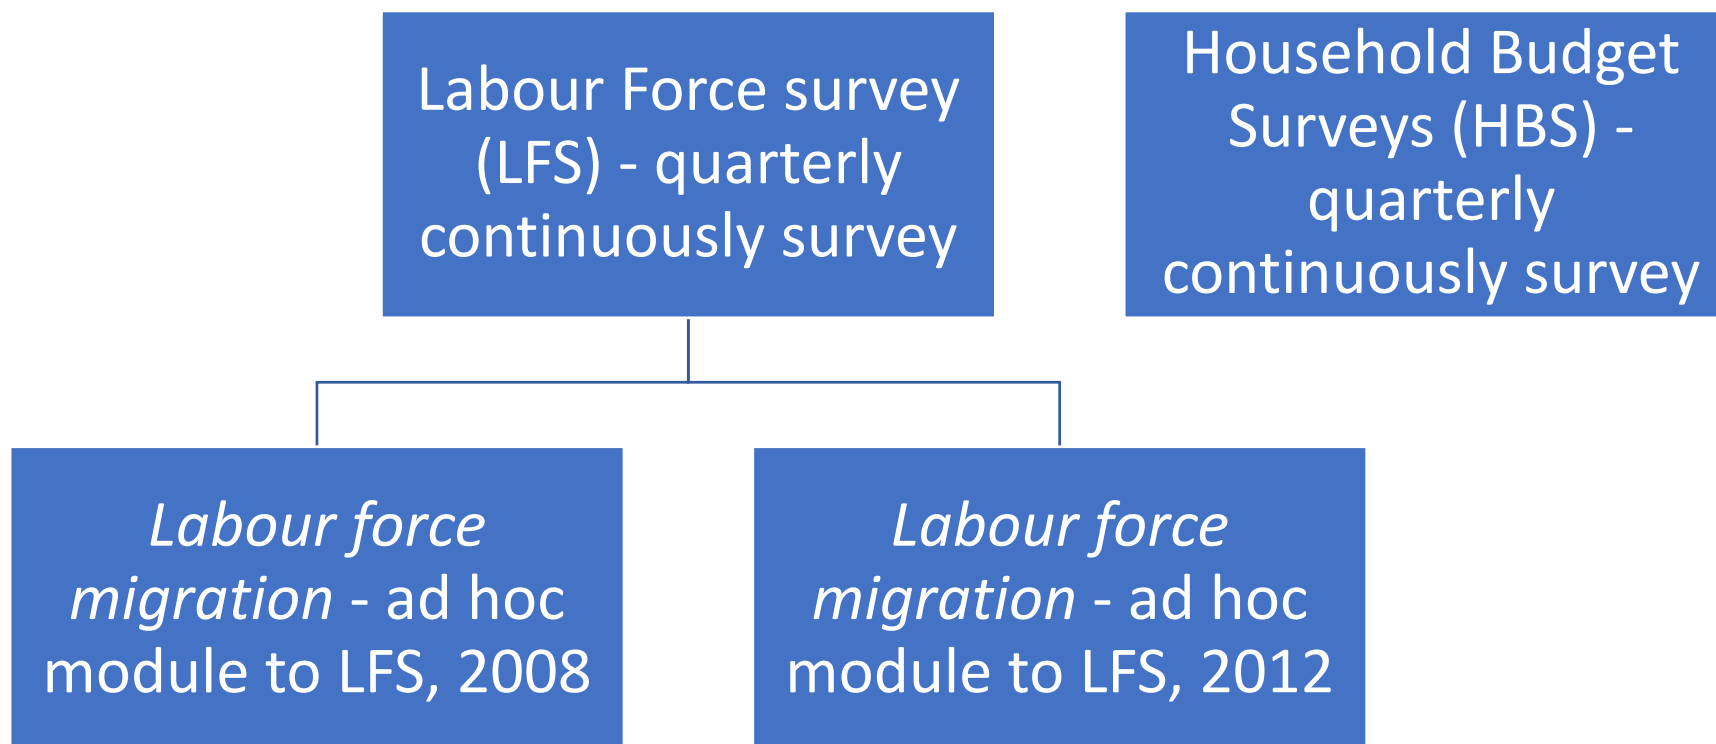 Labour Force survey
(LFS) - quarterly
continuously survey
Household Budget
Surveys (HBS) -
quarterly
continuously survey
Labour force
migration - ad hoc
module to LFS, 2008
Labour force
migration - ad hoc
module to LFS, 2012